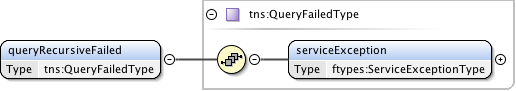 tns:QueryFailedType
queryRecursiveFailed
Type tns:QueryFailedType
serviceException
Type ftypes:ServiceExceptionType